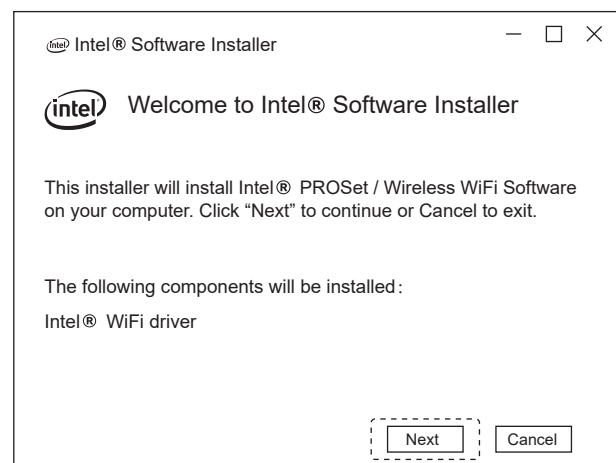 intel Intel® Software Installer
intel Welcome to Intel® Software Installer
This installer will install Intel® PROSet / Wireless WiFi Software
on your computer. Click “Next” to continue or Cancel to exit.
The following components will be installed:
Intel® WiFi driver
Next Cancel